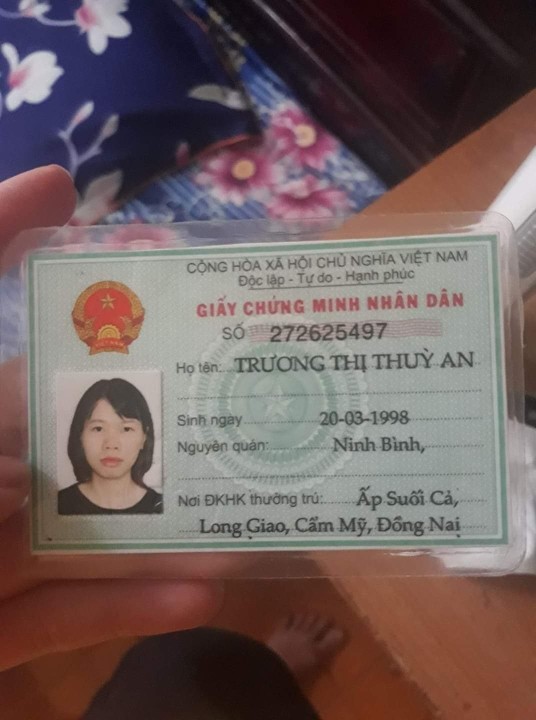 CỘNG HÒA XÃ HỘI CHỦ NGHĨA VIỆT NAM
Độc lập - Tự do - Hạnh phúc
GIẤY CHỨNG MINH NHÂN DÂN
SỐ 272625497
Họ tên: TRƯƠNG THỊ THUỲ AN
Sinh ngày 20-03-1998
Nguyên quán: Ninh Bình,
Nơi ĐKHK thường trú: Ấp Suối Cả,
Long Giao, Cẩm Mỹ, Đồng Nai